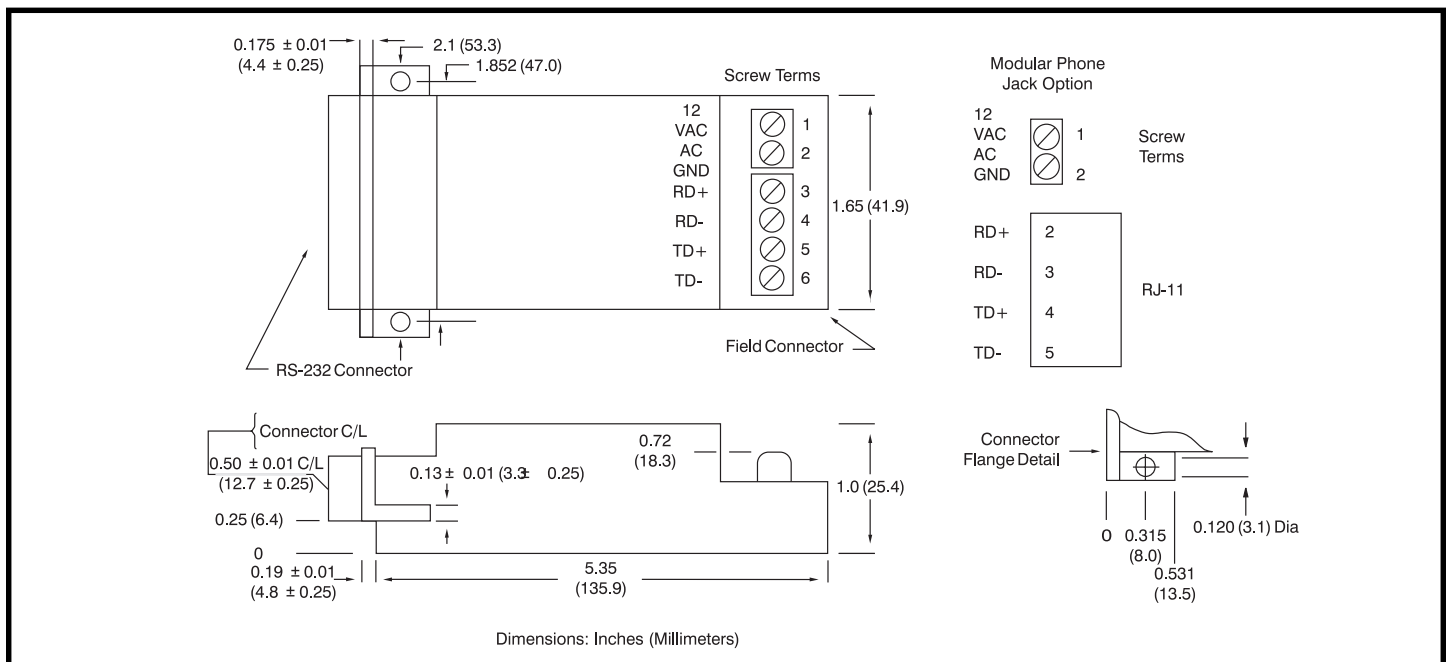 0.175 ± 0.01
(4.4 ± 0.25)
2.1 (53.3)
1.852 (47.0)
Screw Terms
12
VAC
AC
GND
RD+
RD-
TD+
TD-
1
2
3
4
5
6
1.65 (41.9)
RS-232 Connector
Field Connector
Modular Phone
Jack Option
12
VAC
AC
GND
1
2
Screw
Terms
RD+ 2
RD- 3
TD+ 4
TD- 5
RJ-11
Connector C/L
0.50 ± 0.01 C/L
(12.7 ± 0.25)
0.13 ± 0.01 (3.3 ± 0.25)
0.25 (6.4)
0
0.19 ± 0.01
(4.8 ± 0.25)
0.72
(18.3)
1.0 (25.4)
5.35
(135.9)
Connector
Flange Detail
0 0.315
(8.0)
0.531
(13.5)
0.120 (3.1) Dia
Dimensions: Inches (Millimeters)